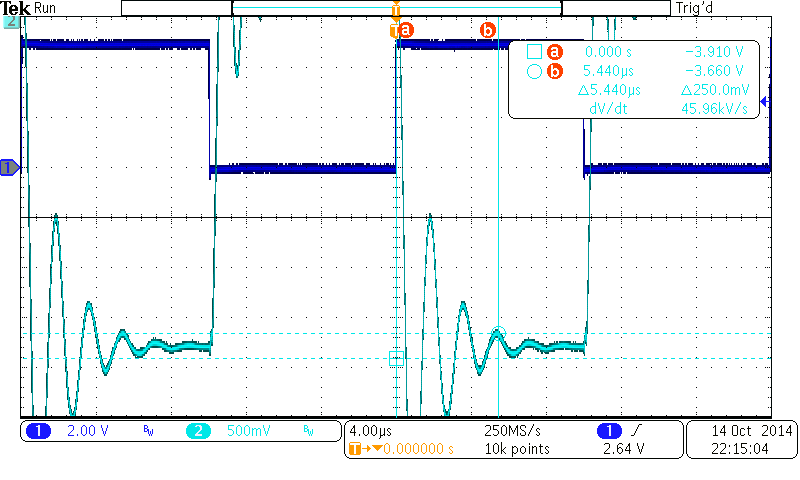 Tek Run Trig'd
2
T
T a b
a 0.000 s −3.910 V
b 5.440µs −3.660 V
Δ5.440µs Δ250.0mV
dV/dt 45.96kV/s
1
1 2.00 V BW 2 500mV BW 4.00µs 250MS/s 1 14 Oct 2014
T→▼0.000000 s 10k points 2.64 V 22:15:04